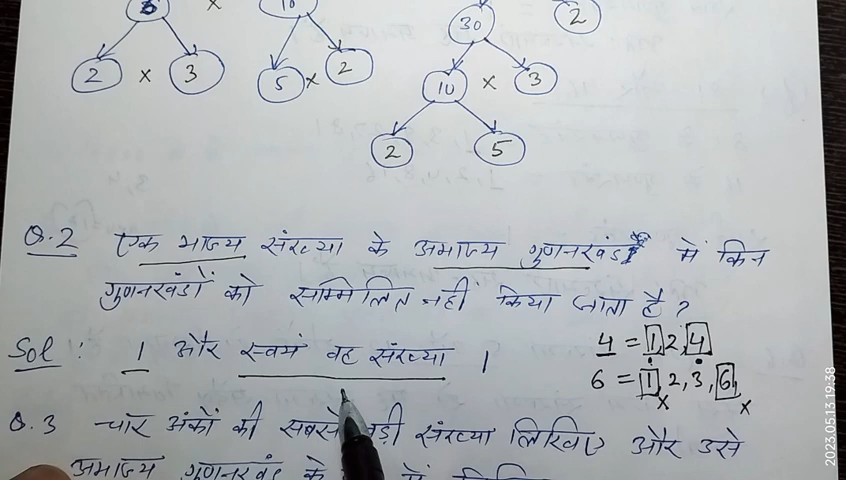 6 × 10
2 × 3 5 × 2
30 2
10 × 3
2 5
Q.2 एक भाज्य संख्या के अभाज्य गुणनखंड में किन
गुणनखंडों को सम्मिलित नहीं किया जाता है ?
Sol : 1 और स्वयं वह संख्या ।
4 = 1, 2, 4
6 = 1, 2, 3, 6,
x x
Q.3 चार अंकों की सबसे बड़ी संख्या लिखिए और उसे
अभाज्य गुणनखंड के
2023.05.13 19:38